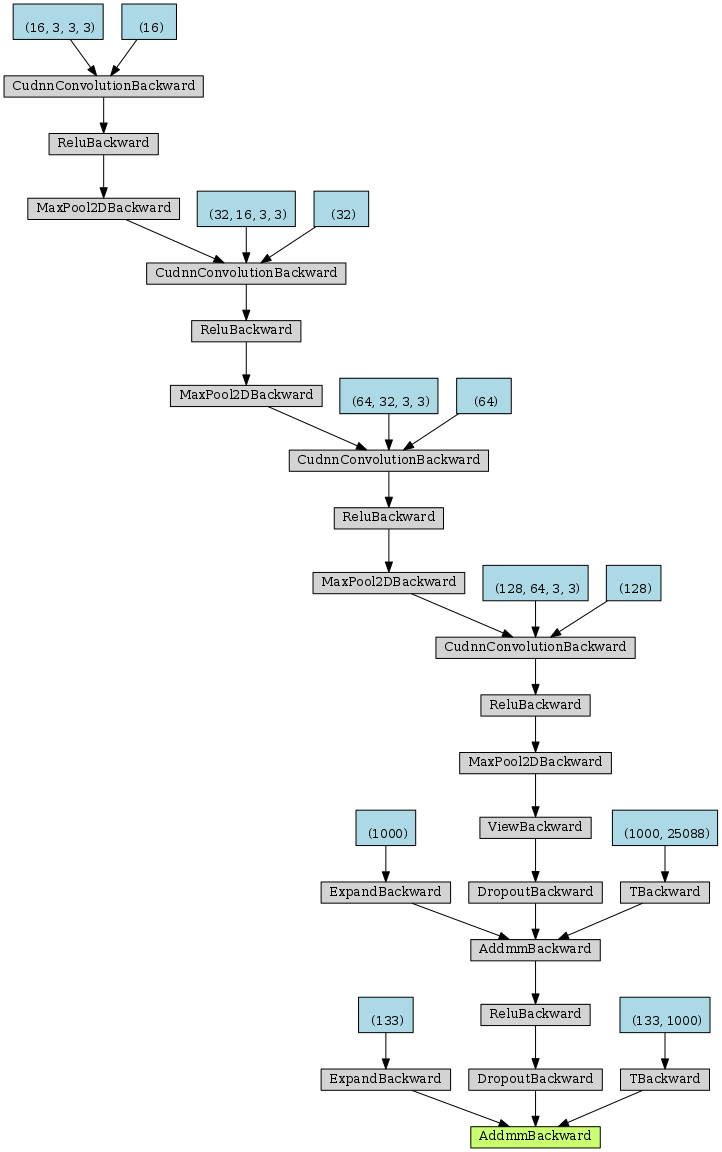 (16, 3, 3, 3)
(16)
CudnnConvolutionBackward
ReluBackward
MaxPool2DBackward
(32, 16, 3, 3)
(32)
CudnnConvolutionBackward
ReluBackward
MaxPool2DBackward
(64, 32, 3, 3)
(64)
CudnnConvolutionBackward
ReluBackward
MaxPool2DBackward
(128, 64, 3, 3)
(128)
CudnnConvolutionBackward
ReluBackward
MaxPool2DBackward
ViewBackward
(1000)
(1000, 25088)
ExpandBackward
DropoutBackward
TBackward
AddmmBackward
ReluBackward
(133)
(133, 1000)
ExpandBackward
DropoutBackward
TBackward
AddmmBackward